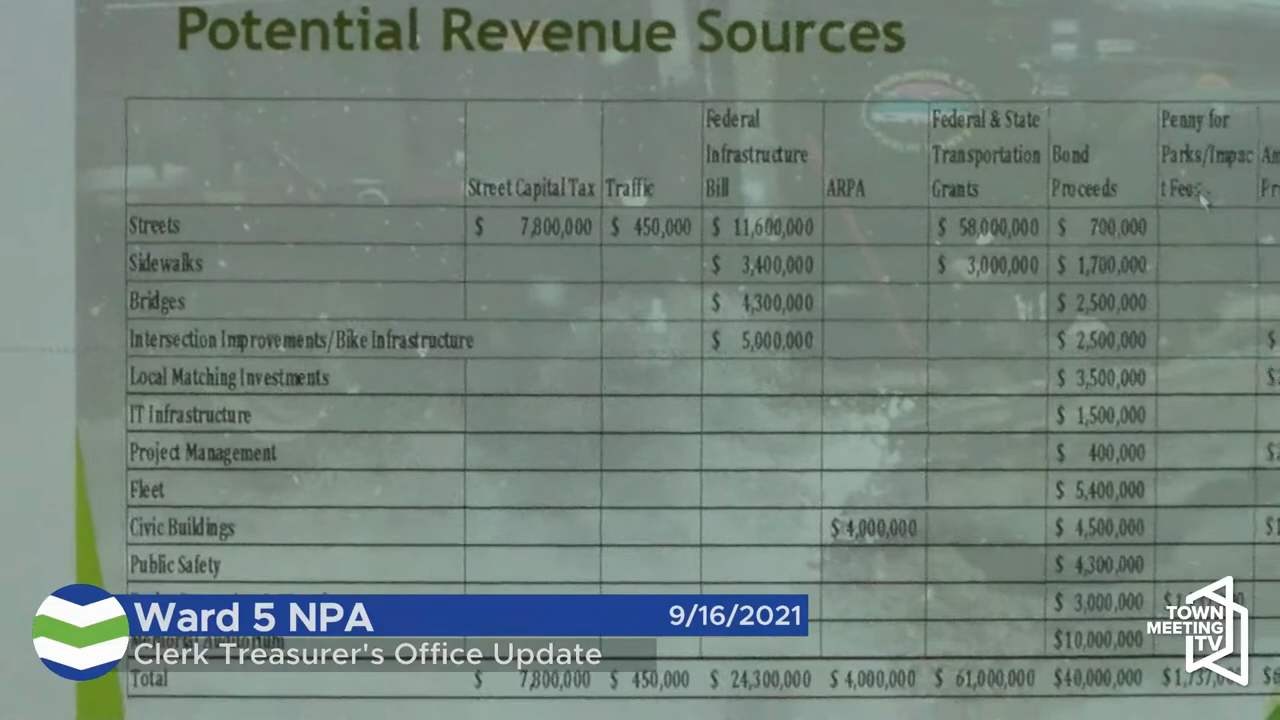 Potential Revenue Sources
Street Capital Tax Traffic Federal Infrastructure Bill ARPA Federal & State Transportation Grants Bond Proceeds Penny for Parks/Impac t Fees
Streets $ 7,800,000 $ 450,000 $ 11,600,000 $ 58,000,000 $ 700,000
Sidewalks $ 3,400,000 $ 3,000,000 $ 1,700,000
Bridges $ 4,300,000 $ 2,500,000
Intersection Improvements/Bike Infrastructure $ 5,000,000 $ 2,500,000 $
Local Matching Investments $ 3,500,000 $
IT Infrastructure $ 1,500,000
Project Management $ 400,000 $
Fleet $ 5,400,000
Civic Buildings $ 4,000,000 $ 4,500,000 $
Public Safety $ 4,300,000
$ 3,000,000
Memorial Auditorium $10,000,000
Total $ 7,800,000 $ 450,000 $ 24,300,000 $ 4,000,000 $ 61,000,000 $40,000,000
Ward 5 NPA 9/16/2021
Clerk Treasurer's Office Update
TOWN
MEETING
TV